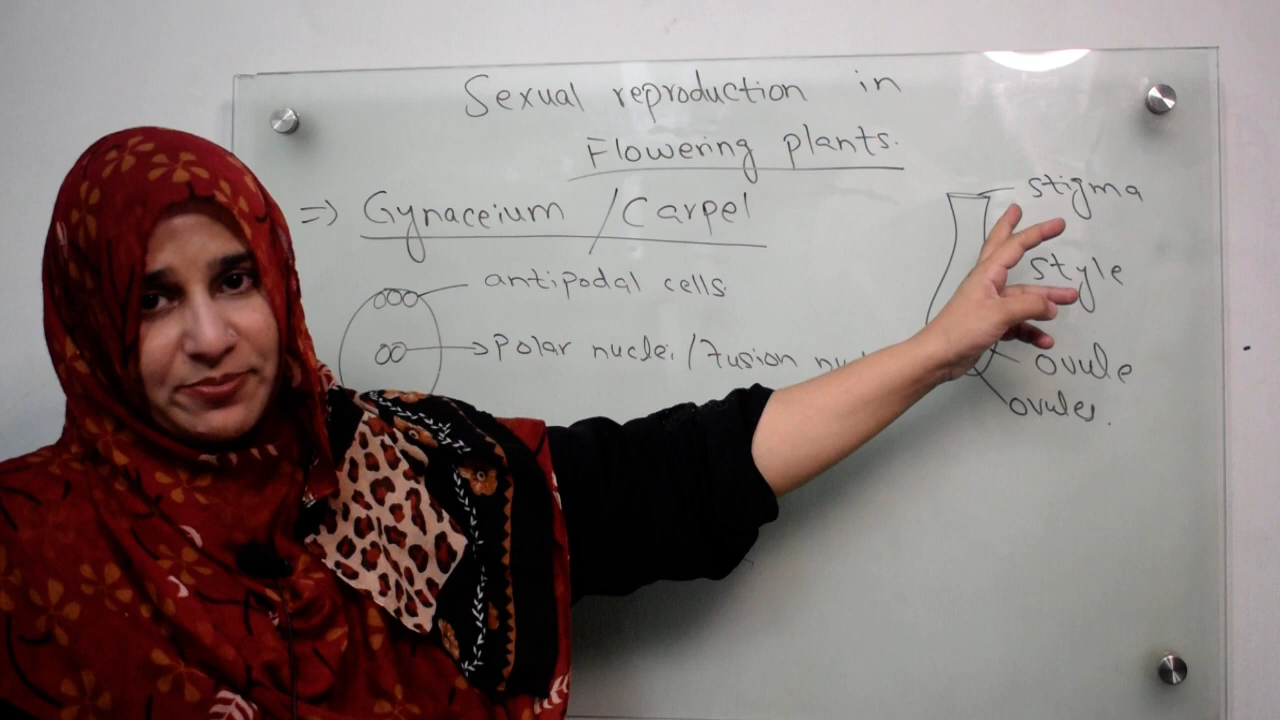 Sexual reproduction in
Flowering plants.
=> Gynaceium / Carpel
antipodal cells
Polar nuclei / Fusion
stigma
style
ovule
ovules.